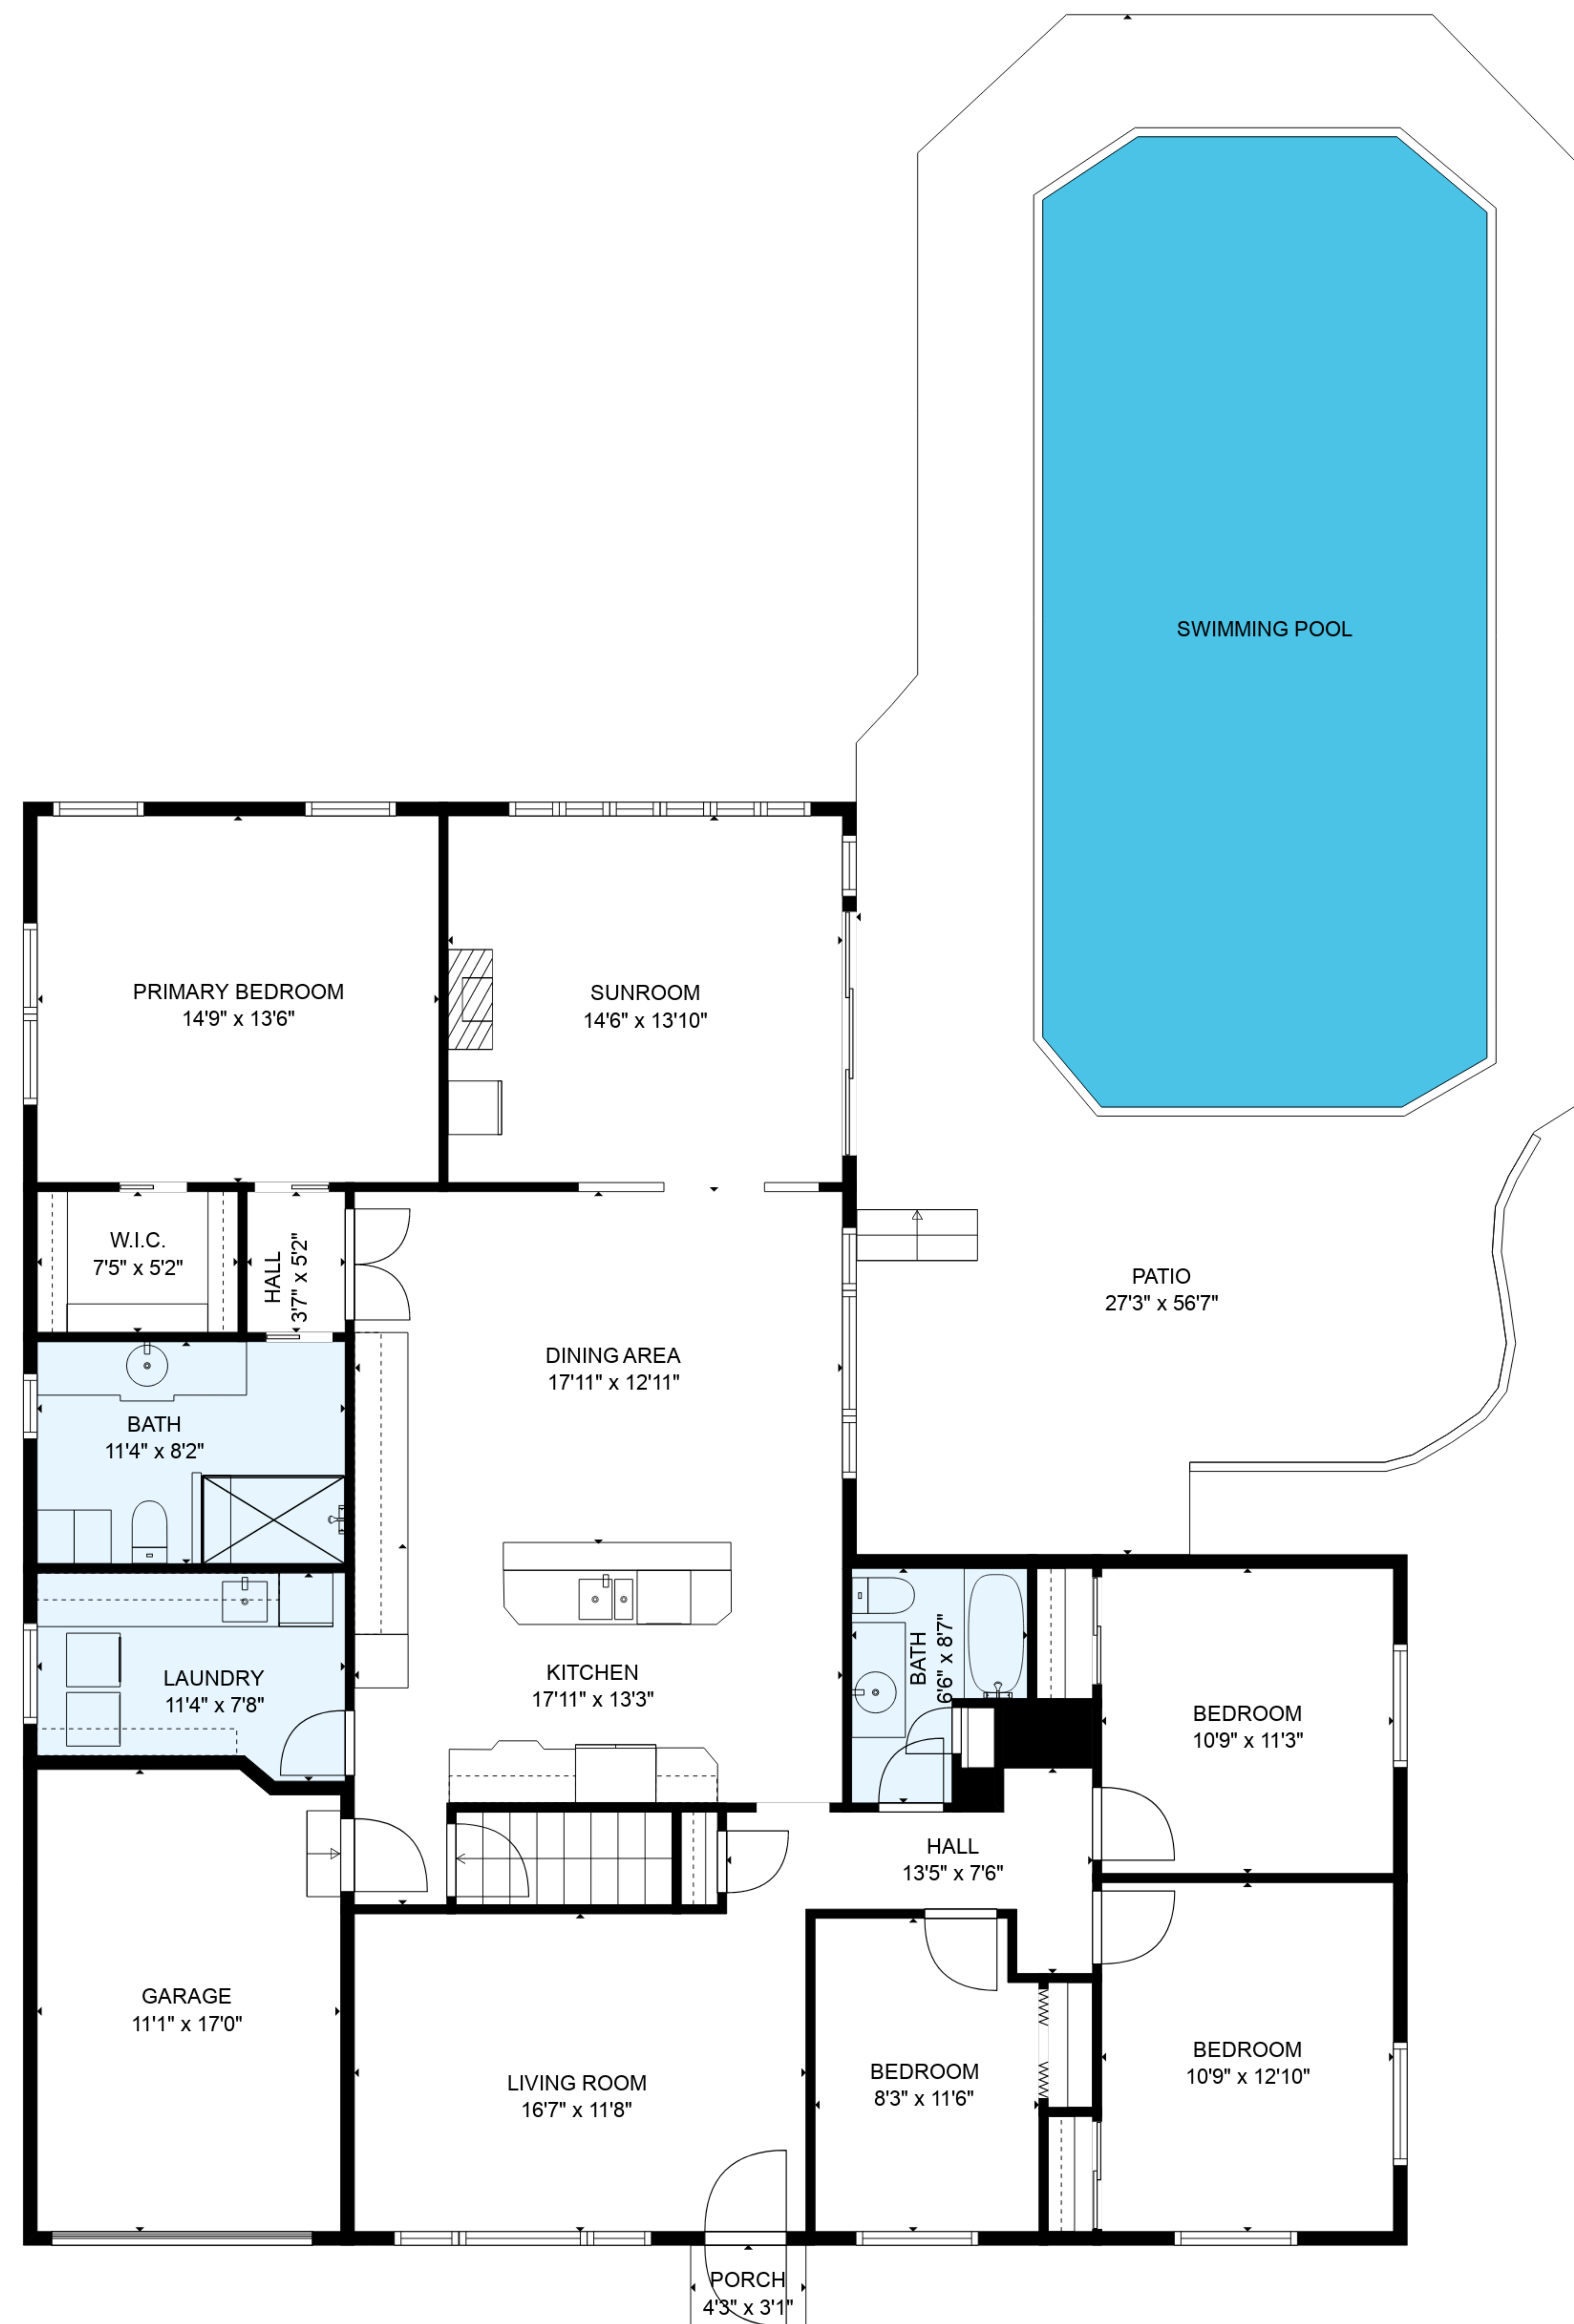 SWIMMING POOL
PRIMARY BEDROOM
14'9" x 13'6"
SUNROOM
14'6" x 13'10"
W.I.C.
7'5" x 5'2"
HALL
3'7" x 5'2"
PATIO
27'3" x 56'7"
DINING AREA
17'11" x 12'11"
BATH
11'4" x 8'2"
LAUNDRY
11'4" x 7'8"
KITCHEN
17'11" x 13'3"
BATH
6'6" x 8'7"
BEDROOM
10'9" x 11'3"
HALL
13'5" x 7'6"
GARAGE
11'1" x 17'0"
LIVING ROOM
16'7" x 11'8"
BEDROOM
8'3" x 11'6"
BEDROOM
10'9" x 12'10"
PORCH
4'3" x 3'1"